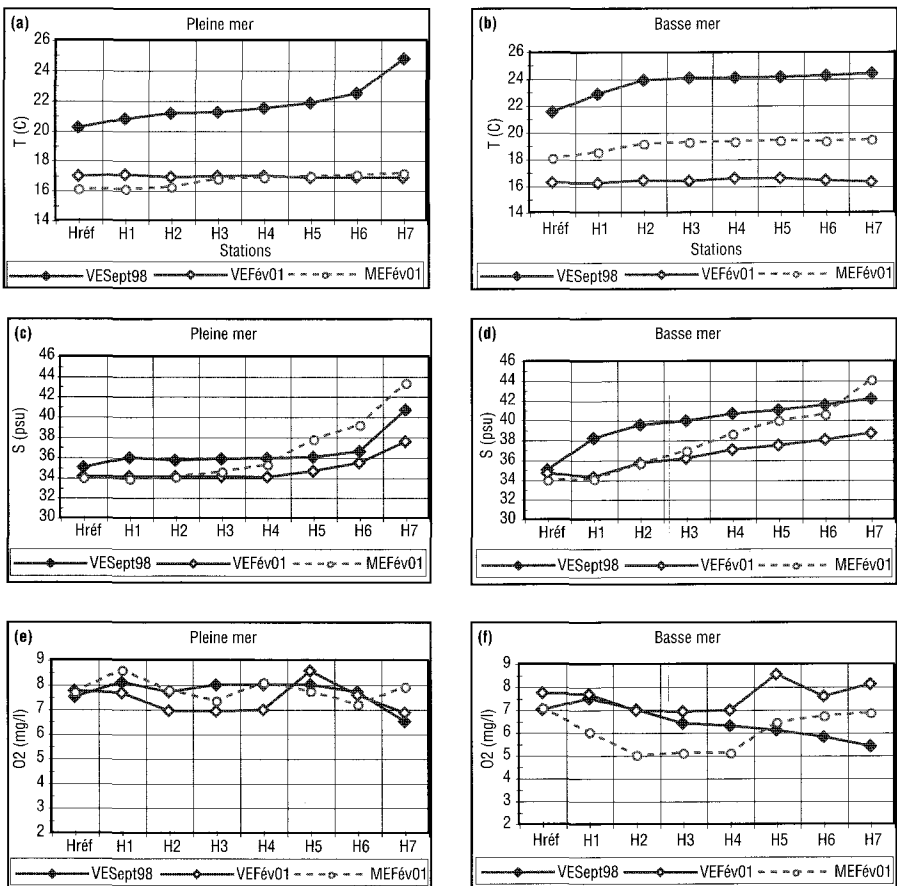 (a) Pleine mer
T (C)
26
24
22
20
18
16
14
Hréf H1 H2 H3 H4 H5 H6 H7
Stations
VESept98 VEFév01 MEFév01
(b) Basse mer
T (C)
26
24
22
20
18
16
14
12
Hréf H1 H2 H3 H4 H5 H6 H7
Stations
VESept98 VEFév01 MEFév01
(c) Pleine mer
S (psu)
46
44
42
40
38
36
34
32
30
Hréf H1 H2 H3 H4 H5 H6 H7
VESept98 VEFév01 MEFév01
(d) Basse mer
S (psu)
46
44
42
40
38
36
34
32
30
Hréf H1 H2 H3 H4 H5 H6 H7
VESept98 VEFév01 MEFév01
(e) Pleine mer
O2 (mg/l)
9
8
7
6
5
4
3
2
Hréf H1 H2 H3 H4 H5 H6 H7
VESept98 VEFév01 MEFév01
(f) Basse mer
O2 (mg/l)
9
8
7
6
5
4
3
2
Hréf H1 H2 H3 H4 H5 H6 H7
VESept98 VEFév01 MEFév01